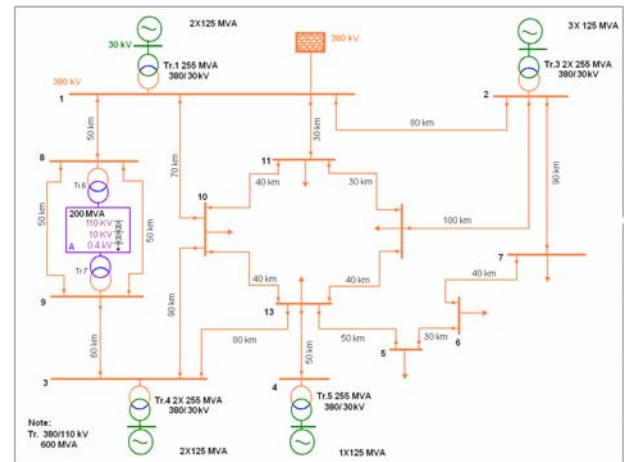 2X125 MVA
30 kV
Tr.1 255 MVA
380/30kV
380 kV
3X 125 MVA
Tr.3 2X 255 MVA
380/30kV
380 kV
1
2
50 km
70 km
30 km
80 km
90 km
8
11
10
40 km
30 km
Tr 6
200 MVA
110 KV
10 KV
0.4 kV
A
50 km
50 km
100 km
Tr 7
7
9
40 km
40 km
40 km
90 km
13
6
60 km
80 km
50 km
50 km
30 km
5
3
4
Tr.4 2X 255 MVA
380/30kV
Tr.5 255 MVA
380/30kV
Note:
Tr. 380/110 kV
600 MVA
2X125 MVA
1X125 MVA